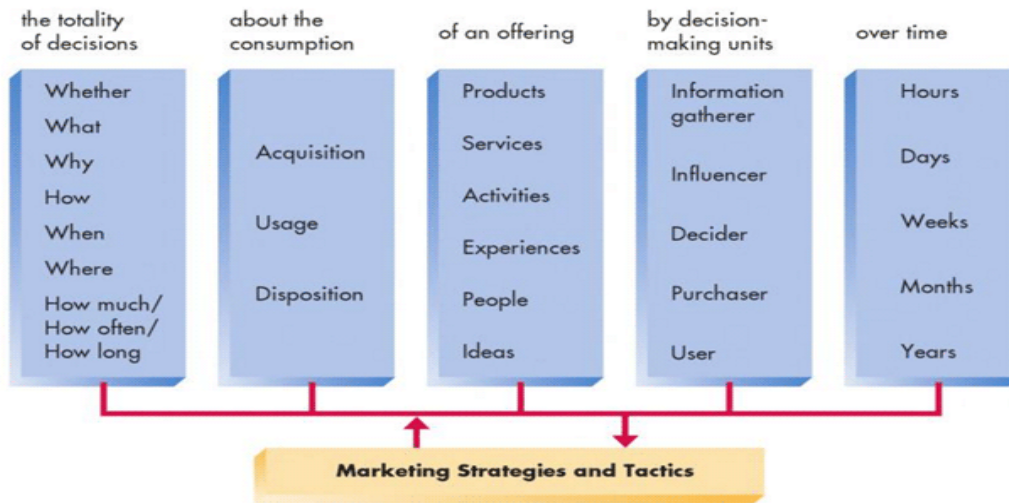 the totality
of decisions
Whether
What
Why
How
When
Where
How much/
How often/
How long
about the
consumption
Acquisition
Usage
Disposition
of an offering
Products
Services
Activities
Experiences
People
Ideas
by decision-
making units
Information
gatherer
Influencer
Decider
Purchaser
User
over time
Hours
Days
Weeks
Months
Years
Marketing Strategies and Tactics